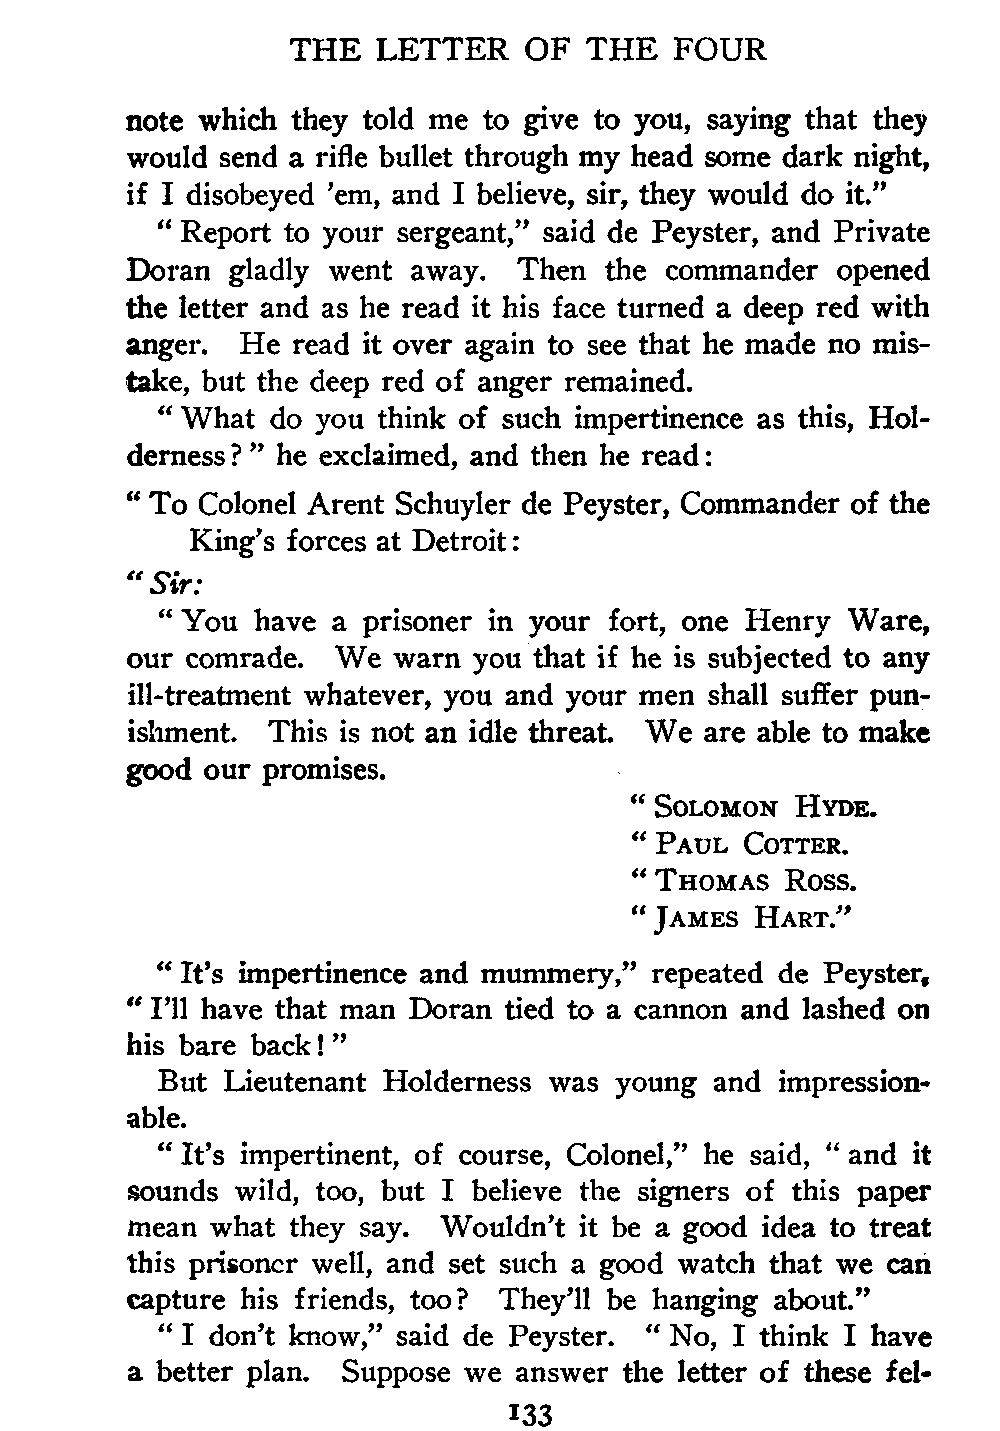 THE LETTER OF THE FOUR
note which they told me to give to you, saying that they
would send a rifle bullet through my head some dark night,
if I disobeyed 'em, and I believe, sir, they would do it.”
“ Report to your sergeant,” said de Peyster, and Private
Doran gladly went away. Then the commander opened
the letter and as he read it his face turned a deep red with
anger. He read it over again to see that he made no mis-
take, but the deep red of anger remained.
“ What do you think of such impertinence as this, Hol-
derness? ” he exclaimed, and then he read:
“ To Colonel Arent Schuyler de Peyster, Commander of the
King's forces at Detroit:
“ Sir:
“ You have a prisoner in your fort, one Henry Ware,
our comrade. We warn you that if he is subjected to any
ill-treatment whatever, you and your men shall suffer pun-
ishment. This is not an idle threat. We are able to make
good our promises.
“ SOLOMON HYDE.
“ PAUL COTTER.
“ THOMAS ROSS.
“ JAMES HART.”
“ It's impertinence and mummery,” repeated de Peyster,
“ I'll have that man Doran tied to a cannon and lashed on
his bare back! ”
But Lieutenant Holderness was young and impression-
able.
“ It's impertinent, of course, Colonel,” he said, “ and it
sounds wild, too, but I believe the signers of this paper
mean what they say. Wouldn't it be a good idea to treat
this prisoner well, and set such a good watch that we can
capture his friends, too? They'll be hanging about.”
“ I don't know,” said de Peyster. “ No, I think I have
a better plan. Suppose we answer the letter of these fel-
133